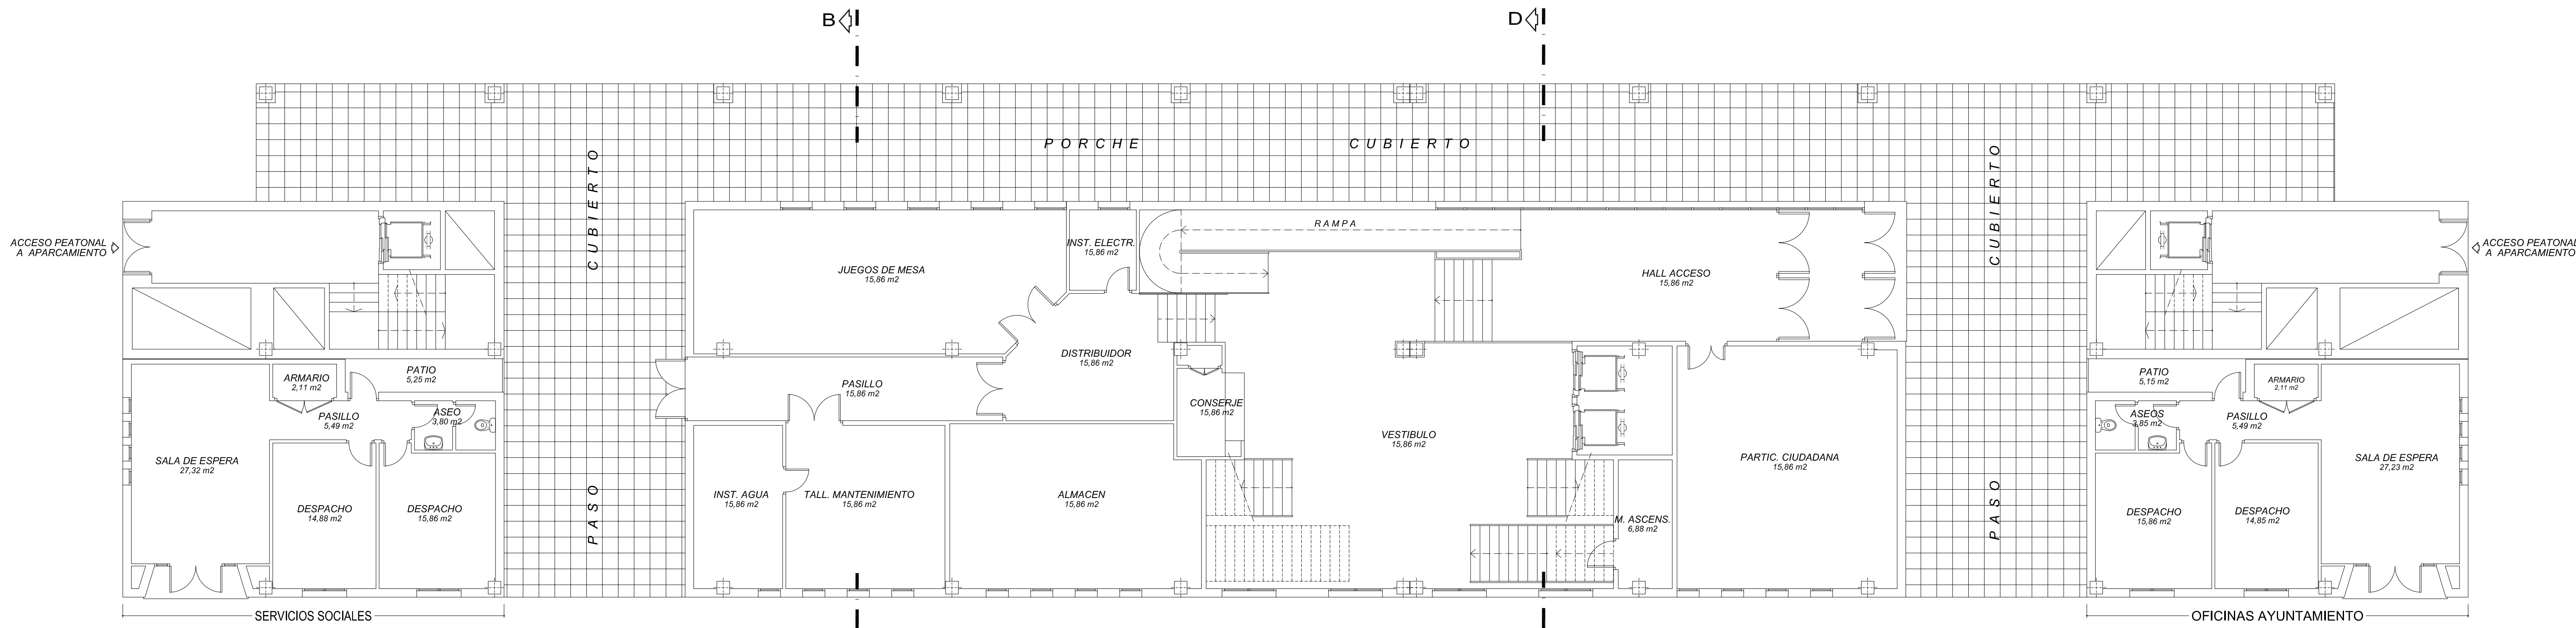 B
D
PORCHE CUBIERTO
PASO CUBIERTO
PASO CUBIERTO
ACCESO PEATONAL
A APARCAMIENTO
ARMARIO
2,11 m2
PATIO
5,25 m2
PASILLO
5,49 m2
ASEO
3,80 m2
SALA DE ESPERA
27,32 m2
DESPACHO
14,88 m2
DESPACHO
15,86 m2
SERVICIOS SOCIALES
JUEGOS DE MESA
15,86 m2
INST. ELECTR.
15,86 m2
RAMPA
HALL ACCESO
15,86 m2
DISTRIBUIDOR
15,86 m2
PASILLO
15,86 m2
CONSERJE
15,86 m2
VESTIBULO
15,86 m2
PARTIC. CIUDADANA
15,86 m2
INST. AGUA
15,86 m2
TALL. MANTENIMIENTO
15,86 m2
ALMACEN
15,86 m2
M. ASCENS.
6,88 m2
ACCESO PEATONAL
A APARCAMIENTO
PATIO
5,15 m2
ARMARIO
2,11 m2
ASEOS
3,85 m2
PASILLO
5,49 m2
SALA DE ESPERA
27,23 m2
DESPACHO
15,86 m2
DESPACHO
14,85 m2
OFICINAS AYUNTAMIENTO